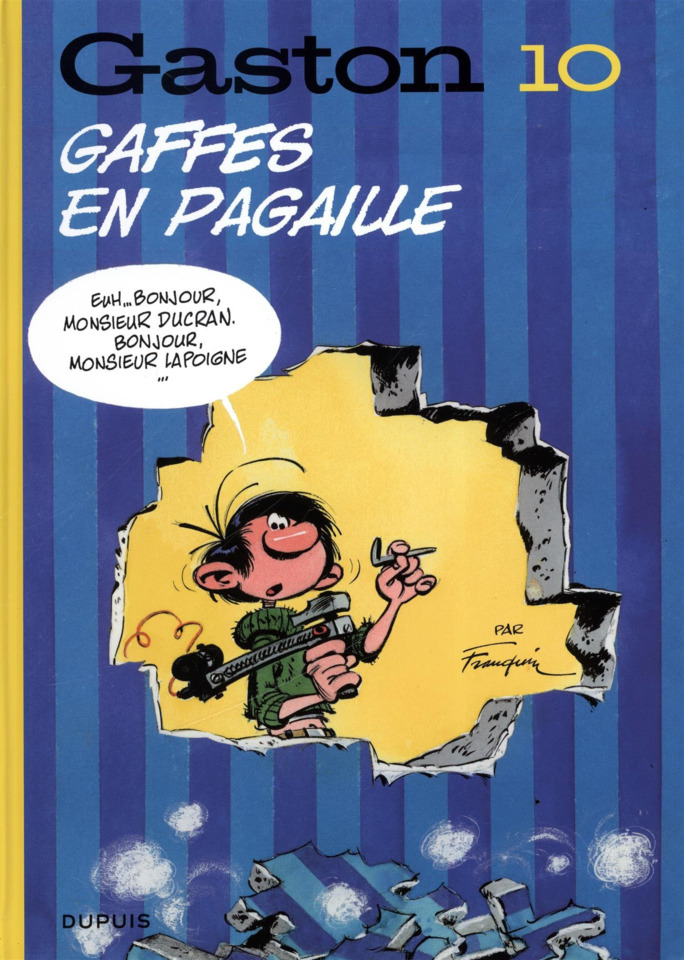 Gaston 10
GAFFES
EN PAGAILLE
EUH...BONJOUR,
MONSIEUR DUCRAN.
BONJOUR,
MONSIEUR LAPOIGNE
...
PAR
Franquin
DUPUIS